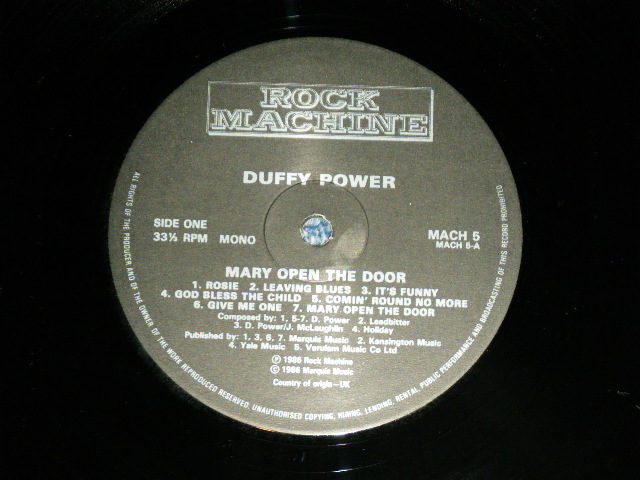 ROCK
MACHINE
DUFFY POWER
SIDE ONE
33⅓ RPM MONO
MACH 5
MACH 5-A
MARY OPEN THE DOOR
1. ROSIE 2. LEAVING BLUES 3. IT'S FUNNY
4. GOD BLESS THE CHILD 5. COMIN' ROUND NO MORE
6. GIVE ME ONE 7. MARY OPEN THE DOOR
Composed by: 1, 5-7. D. Power 2. Leadbitter
3. D. Power/J. McLaughlin 4. Holiday
Published by: 1, 3, 6, 7. Marquis Music 2. Kensington Music
4. Yale Music 5. Verulam Music Co Ltd
℗ 1986 Rock Machine
© 1986 Marquis Music
Country of origin—UK
ALL RIGHTS OF THE PRODUCER AND OF THE OWNER OF THE WORK REPRODUCED RESERVED. UNAUTHORISED COPYING, HIRING, LENDING, RENTAL, PUBLIC PERFORMANCE AND BROADCASTING OF THIS RECORD PROHIBITED